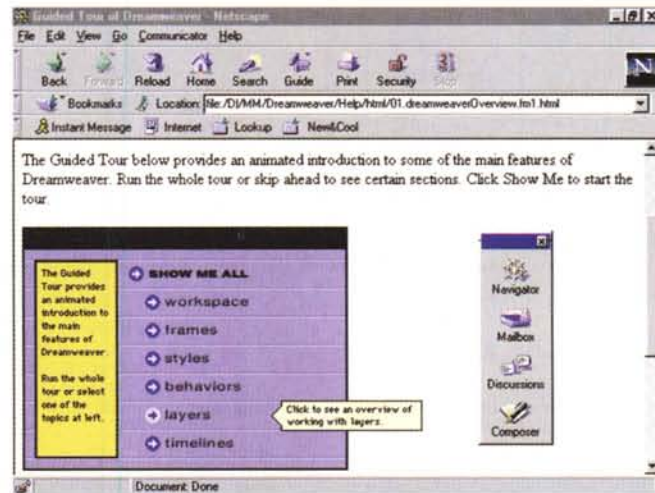 Guided Tour of Dreamweaver - Netscape
File Edit View Go Communicator Help
Back Forward Reload Home Search Guide Print Security Stop
N
Bookmarks Location: file:/D|/MM/Dreamweaver/Help/html/01.dreamweaverOverview.fm1.html
Instant Message Internet Lookup New&Cool
The Guided Tour below provides an animated introduction to some of the main features of
Dreamweaver. Run the whole tour or skip ahead to see certain sections. Click Show Me to start the
tour.
The Guided
Tour provides
an animated
introduction to
the main
features of
Dreamweaver.
Run the whole
tour or select
one of the
topics at left.
SHOW ME ALL
workspace
frames
styles
behaviors
layers
timelines
Click to see an overview of
working with layers.
Navigator
Mailbox
Discussions
Composer
Document: Done